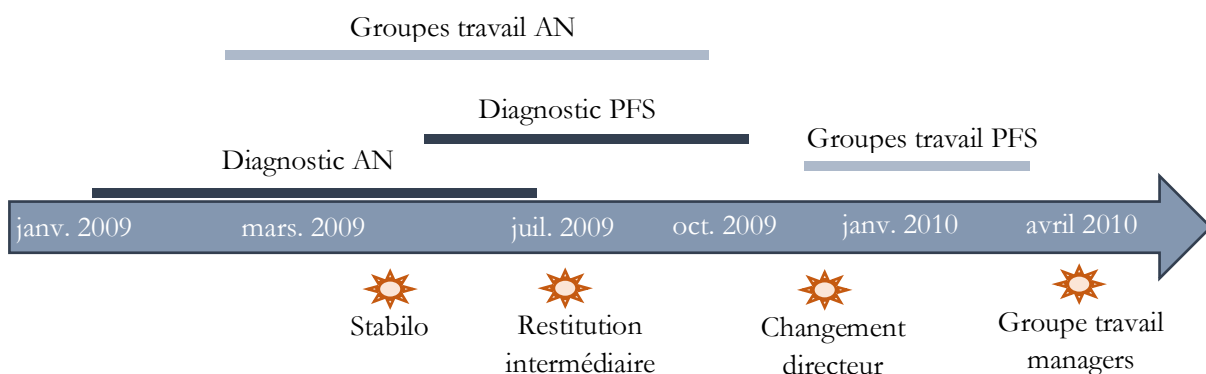 Groupes travail AN
Diagnostic PFS
Groupes travail PFS
Diagnostic AN
janv. 2009 mars. 2009 juil. 2009 oct. 2009 janv. 2010 avril 2010
Stabilo
Restitution
intermédiaire
Changement
directeur
Groupe travail
managers